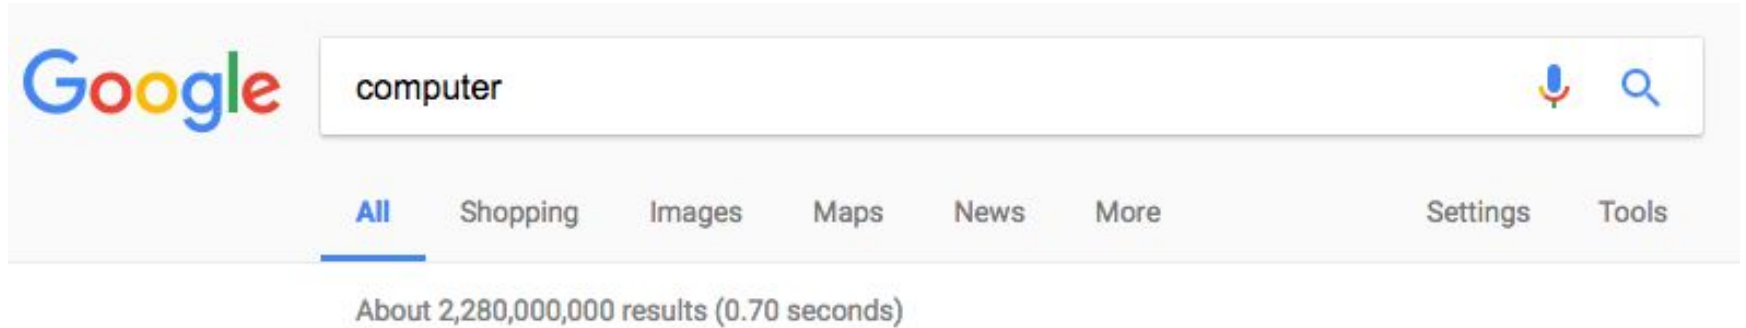 Google computer
All Shopping Images Maps News More Settings Tools
About 2,280,000,000 results (0.70 seconds)